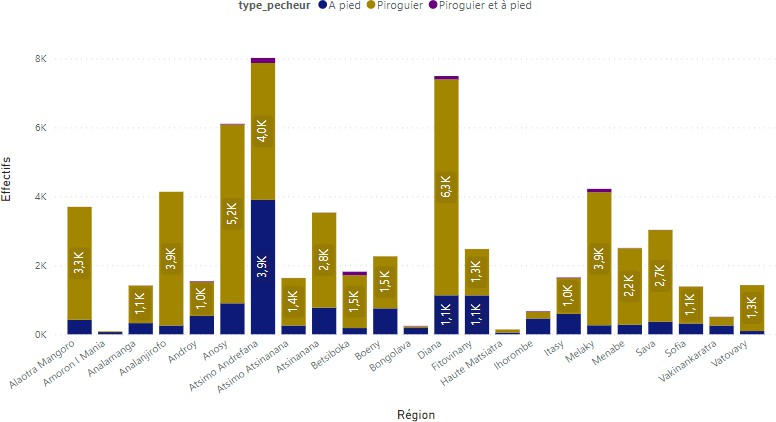 type_pecheur A pied Piroguier Piroguier et à pied
8K
6K
4K
2K
0K
Effectifs
3,3K
1,1K
3,9K
1,0K
5,2K
4,0K
3,9K
1,4K
2,8K
1,5K
1,5K
6,3K
1,1K
1,3K
1,1K
1,0K
3,9K
2,2K
2,7K
1,1K
1,3K
Alaotra Mangoro
Amoron I Mania
Analamanga
Analanjirofo
Androy
Anosy
Atsimo Andrefana
Atsimo Atsinanana
Atsinanana
Betsiboka
Boeny
Bongolava
Diana
Fitovinany
Haute Matsiatra
Ihorombe
Itasy
Melaky
Menabe
Sava
Sofia
Vakinankaratra
Vatovavy
Région